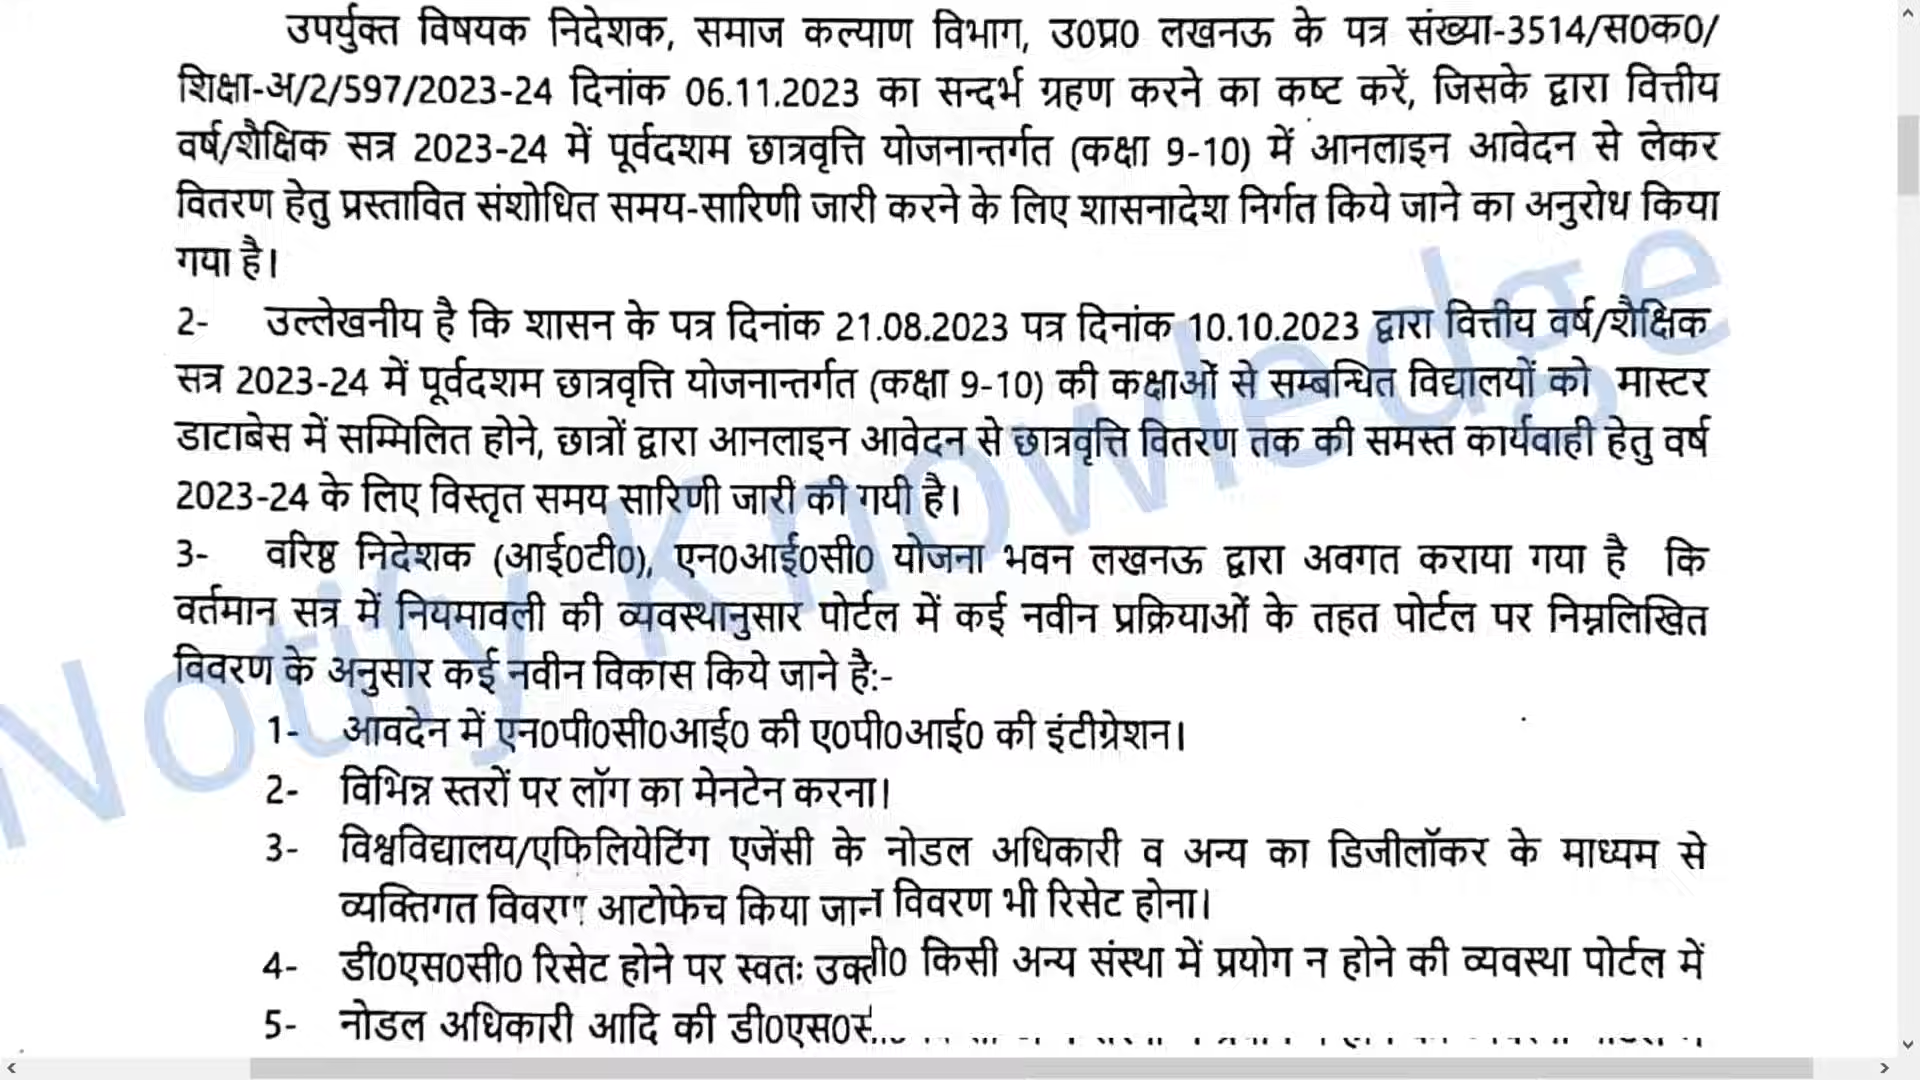 उपर्युक्त विषयक निदेशक, समाज कल्याण विभाग, उ0प्र0 लखनऊ के पत्र संख्या-3514/स0क0/
शिक्षा-अ/2/597/2023-24 दिनांक 06.11.2023 का सन्दर्भ ग्रहण करने का कष्ट करें, जिसके द्वारा वित्तीय
वर्ष/शैक्षिक सत्र 2023-24 में पूर्वदशम छात्रवृत्ति योजनान्तर्गत (कक्षा 9-10) में आनलाइन आवेदन से लेकर
वितरण हेतु प्रस्तावित संशोधित समय-सारिणी जारी करने के लिए शासनादेश निर्गत किये जाने का अनुरोध किया
गया है।
2- उल्लेखनीय है कि शासन के पत्र दिनांक 21.08.2023 पत्र दिनांक 10.10.2023 द्वारा वित्तीय वर्ष/शैक्षिक
सत्र 2023-24 में पूर्वदशम छात्रवृत्ति योजनान्तर्गत (कक्षा 9-10) की कक्षाओं से सम्बन्धित विद्यालयों को मास्टर
डाटाबेस में सम्मिलित होने, छात्रों द्वारा आनलाइन आवेदन से छात्रवृत्ति वितरण तक की समस्त कार्यवाही हेतु वर्ष
2023-24 के लिए विस्तृत समय सारिणी जारी की गयी है।
3- वरिष्ठ निदेशक (आई0टी0), एन0आई0सी0 योजना भवन लखनऊ द्वारा अवगत कराया गया है कि
वर्तमान सत्र में नियमावली की व्यवस्थानुसार पोर्टल में कई नवीन प्रक्रियाओं के तहत पोर्टल पर निम्नलिखित
विवरण के अनुसार कई नवीन विकास किये जाने है:-
1- आवदेन में एन0पी0सी0आई0 की ए0पी0आई0 की इंटीग्रेशन।
2- विभिन्न स्तरों पर लॉग का मेनटेन करना।
3- विश्वविद्यालय/एफिलियेटिंग एजेंसी के नोडल अधिकारी व अन्य का डिजीलॉकर के माध्यम से
व्यक्तिगत विवरण आटोफेच किया विवरण भी रिसेट होना।
4- डी0एस0सी0 रिसेट होने पर स्वतः किसी अन्य संस्था में प्रयोग न होने की व्यवस्था पोर्टल में
5- नोडल अधिकारी आदि की
Notify Knowledge